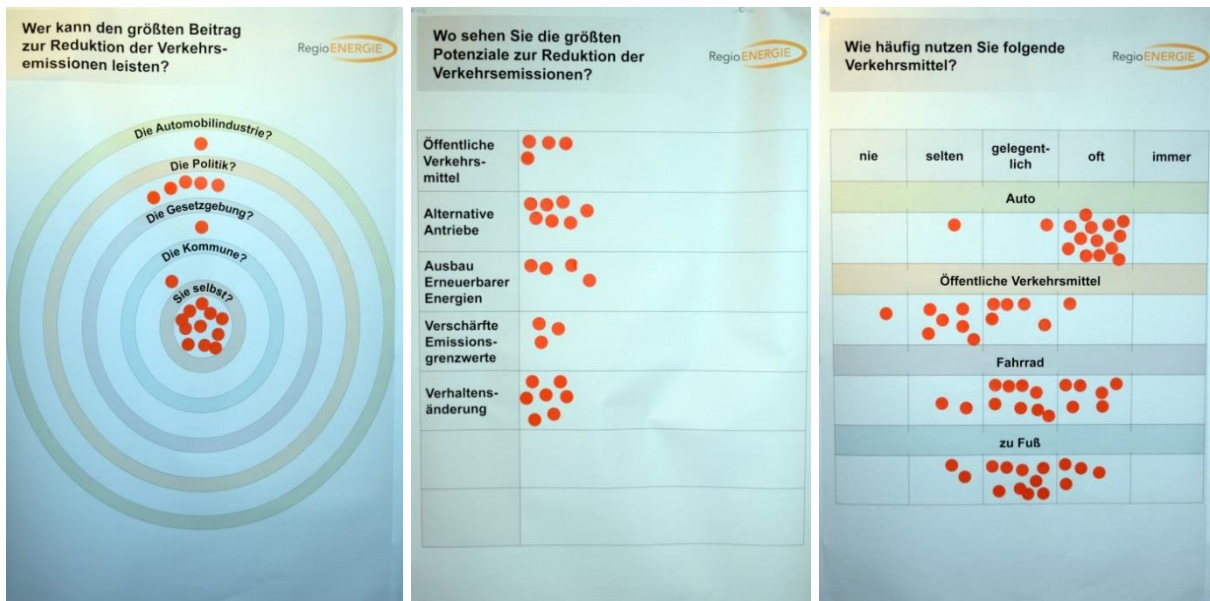 Wer kann den größten Beitrag
zur Reduktion der Verkehrs-
emissionen leisten?
RegioENERGIE
Die Automobilindustrie?
Die Politik?
Die Gesetzgebung?
Die Kommune?
Sie selbst?
Wo sehen Sie die größten
Potenziale zur Reduktion der
Verkehrsemissionen?
RegioENERGIE
Öffentliche
Verkehrs-
mittel
Alternative
Antriebe
Ausbau
Erneuerbarer
Energien
Verschärfte
Emissions-
grenzwerte
Verhaltens-
änderung
Wie häufig nutzen Sie folgende
Verkehrsmittel?
RegioENERGIE
nie selten gelegent-
lich oft immer
Auto
Öffentliche Verkehrsmittel
Fahrrad
zu Fuß